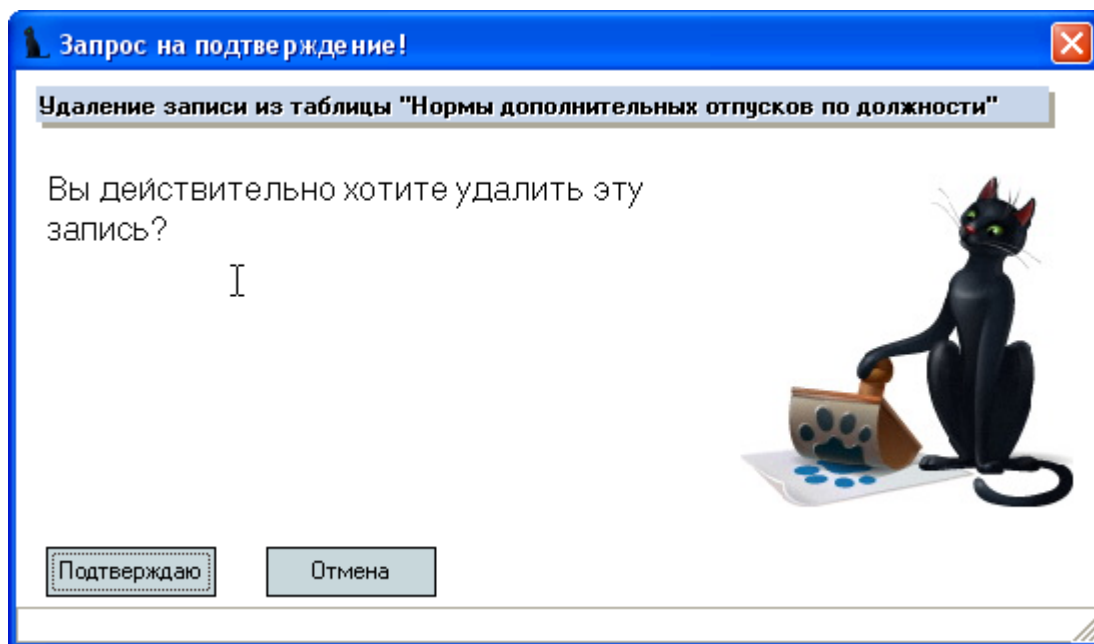 Запрос на подтверждение!
Удаление записи из таблицы "Нормы дополнительных отпусков по должности"
Вы действительно хотите удалить эту
запись?
Подтверждаю
Отмена